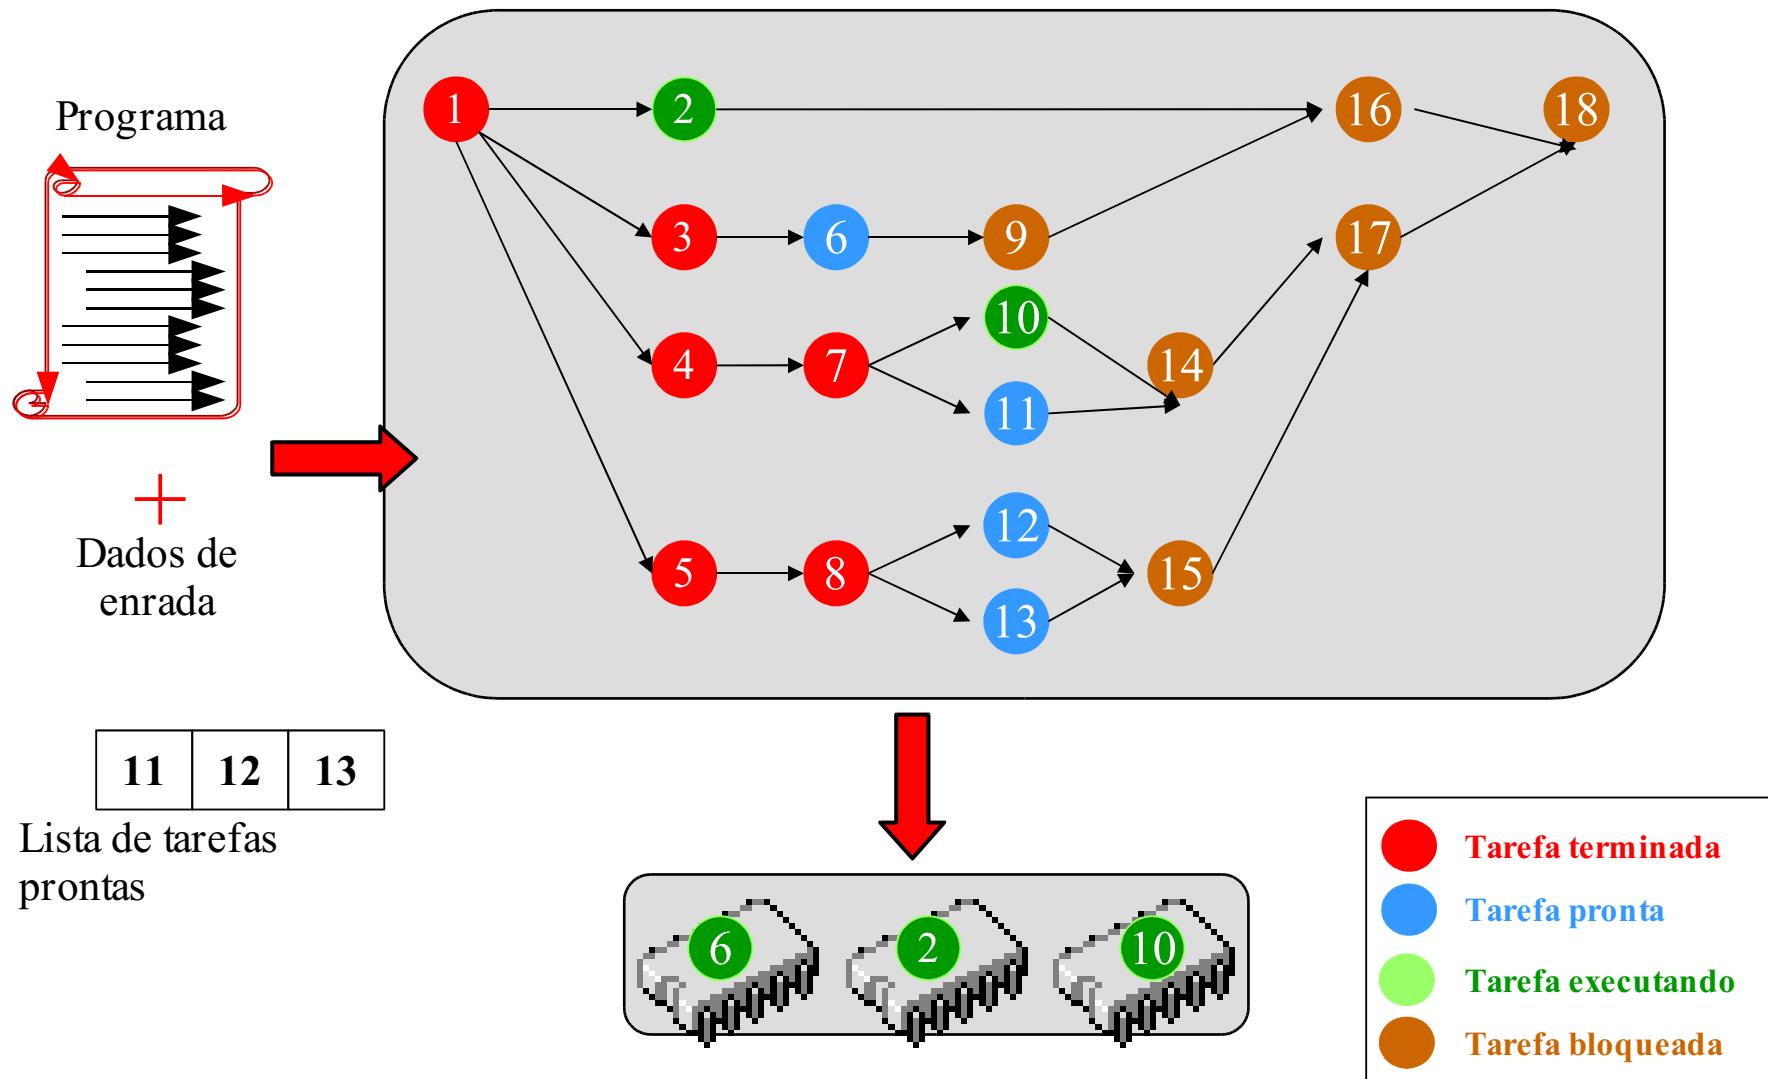 Programa
Dados de
enrada
1
2
16
18
3
6
9
17
10
4
7
14
11
12
5
8
15
13
11 12 13
Lista de tarefas
prontas
6
2
10
Tarefa terminada
Tarefa pronta
Tarefa executando
Tarefa bloqueada